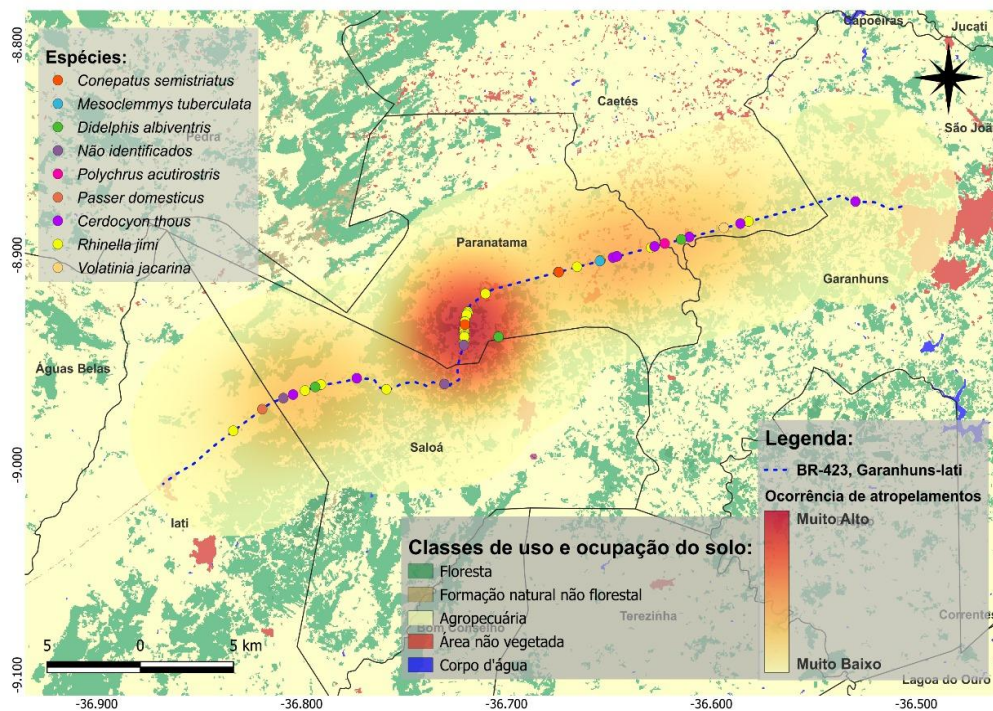 Capoeiras
Jucati
-8.800
Espécies:
Conepatus semistriatus
Mesoclemmys tuberculata
Didelphis albiventris
Pedra
Não identificados
Polychrus acutirostris
Passer domesticus
Cerdocyon thous
Rhinella jimi
Volatinia jacarina
Caetés
São Joã
-8.900
Paranatama
Garanhuns
Águas Belas
Saloá
-9.000
Iati
Legenda:
BR-423, Garanhuns-Iati
Ocorrência de atropelamentos
Muito Alto
Muito Baixo
Classes de uso e ocupação do solo:
Floresta
Formação natural não florestal
Agropecuária
Área não vegetada
Corpo d'água
Terezinha
Bom Conselho
Correntes
Lagoa do Ouro
5 0 5 km
-9.100
-36.900 -36.800 -36.700 -36.600 -36.500